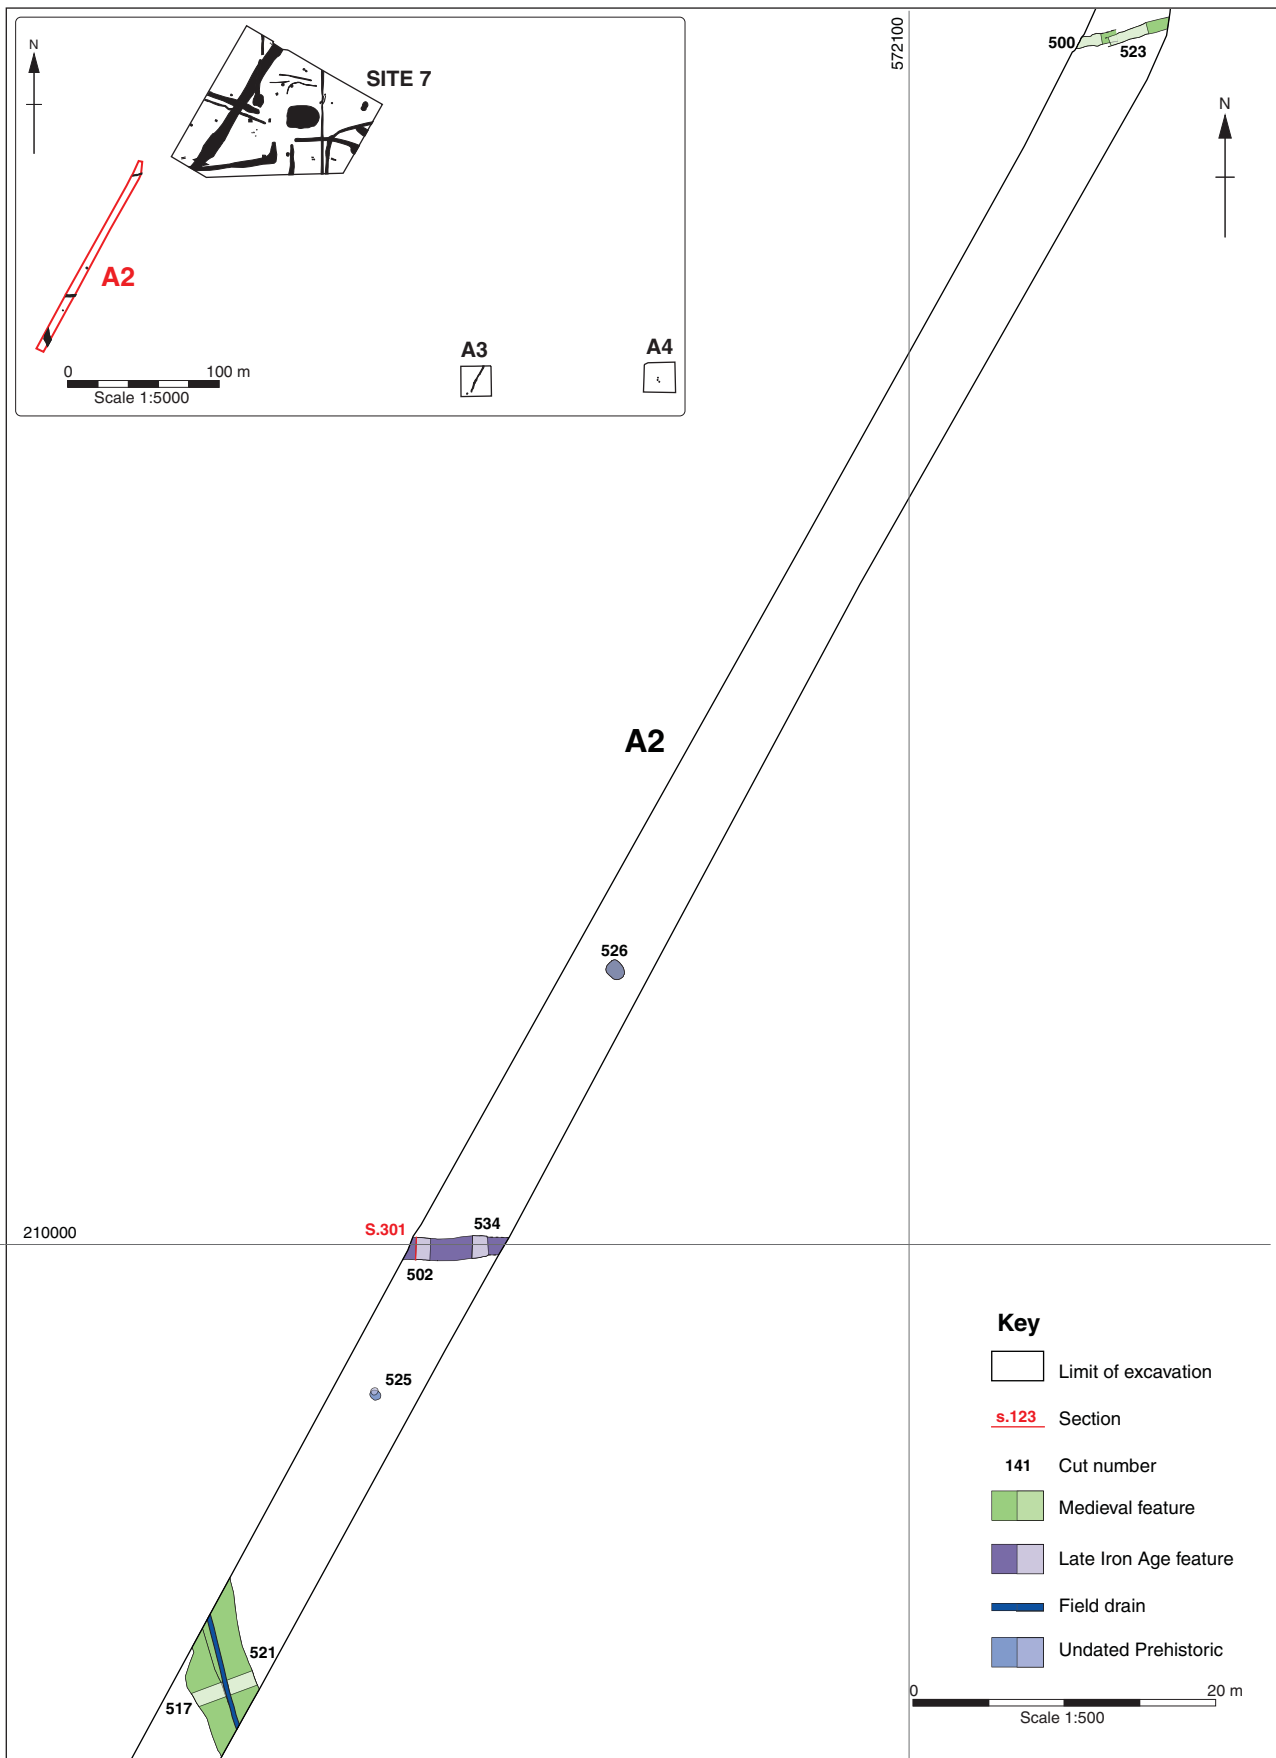 N
SITE 7
A2
0 100 m
Scale 1:5000
A3
A4
572100
500
523
N
A2
526
210000
S.301
534
502
525
521
517
Key
Limit of excavation
s.123 Section
141 Cut number
Medieval feature
Late Iron Age feature
Field drain
Undated Prehistoric
0 20 m
Scale 1:500